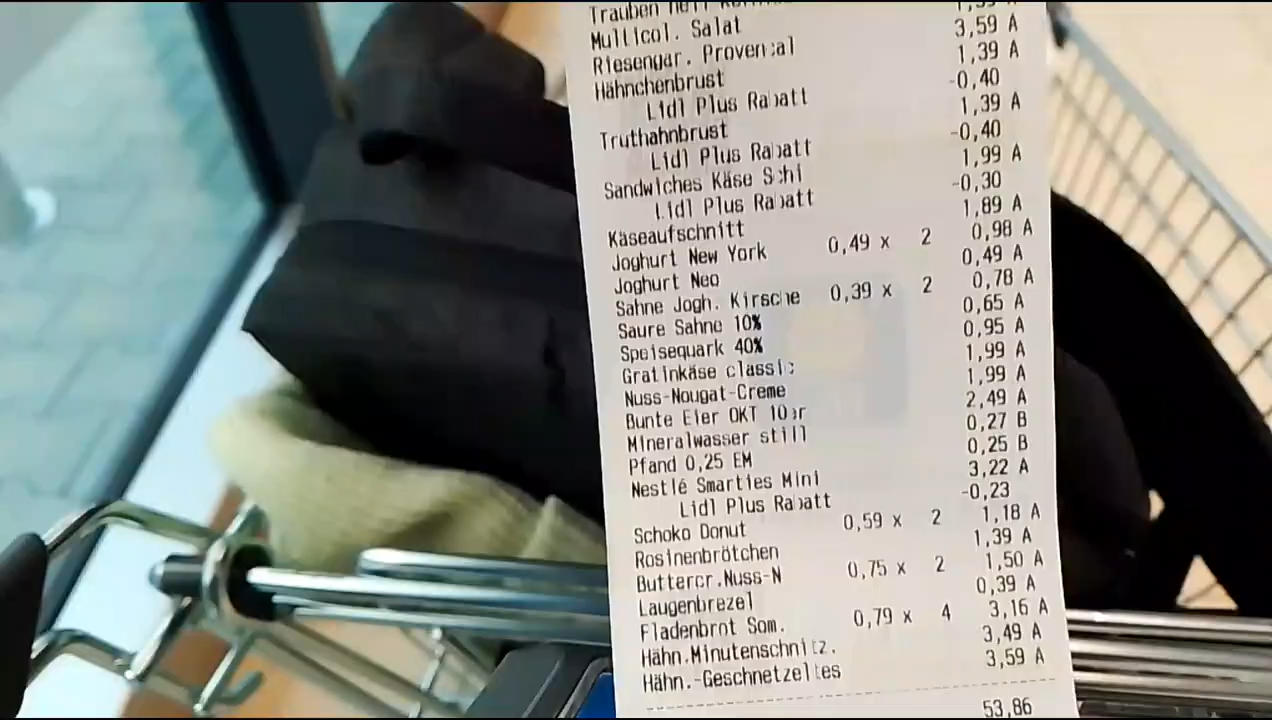 Trauben hell
Multicol. Salat
Riesengar. Provencal 3,59 A
Hähnchenbrust 1,39 A
Lidl Plus Rabatt -0,40
Truthahnbrust 1,39 A
Lidl Plus Rabatt -0,40
Sandwiches Käse Schi 1,99 A
Lidl Plus Rabatt -0,30
Käseaufschnitt 1,89 A
Joghurt New York 0,49 x 2 0,98 A
Joghurt Neo 0,49 A
Sahne Jogh. Kirsche 0,39 x 2 0,78 A
Saure Sahne 10% 0,65 A
Speisequark 40% 0,95 A
Gratinkäse classic 1,99 A
Nuss-Nougat-Creme 1,99 A
Bunte Eier OKT 10er 2,49 A
Mineralwasser still 0,27 B
Pfand 0,25 EM 0,25 B
Nestlé Smarties Mini 3,22 A
Lidl Plus Rabatt -0,23
Schoko Donut 0,59 x 2 1,18 A
Rosinenbrötchen 1,39 A
Buttercr.Nuss-N 0,75 x 2 1,50 A
Laugenbrezel 0,39 A
Fladenbrot Som. 0,79 x 4 3,16 A
Hähn.Minutenschnitz. 3,49 A
Hähn.-Geschnetzeltes 3,59 A
53,86